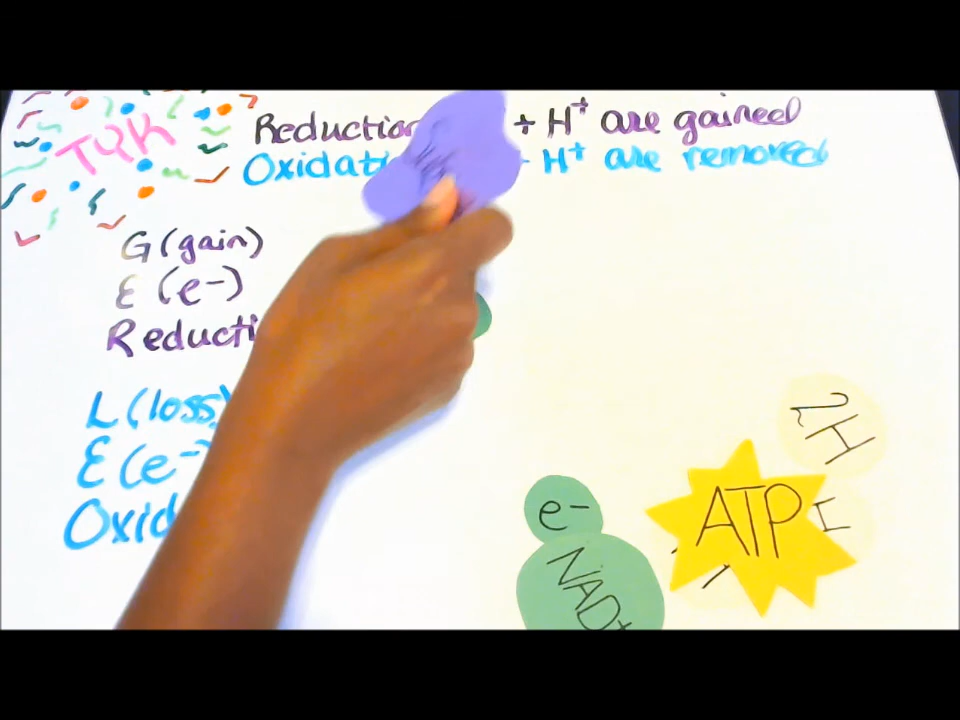 TYK
Reduction + H+ are gained
Oxidati + H+ are removed
G (gain)
E (e-)
Reducti
L (loss)
E (e-)
Oxid
2H
e-
ATP
NAD+